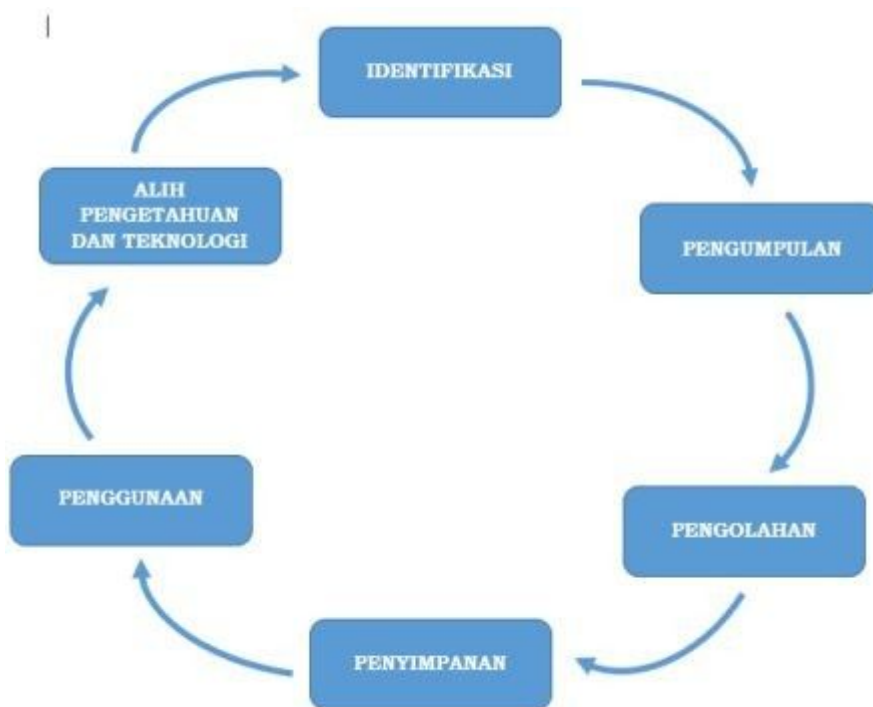 IDENTIFIKASI
PENGUMPULAN
PENGOLAHAN
PENYIMPANAN
PENGGUNAAN
ALIH
PENGETAHUAN
DAN TEKNOLOGI